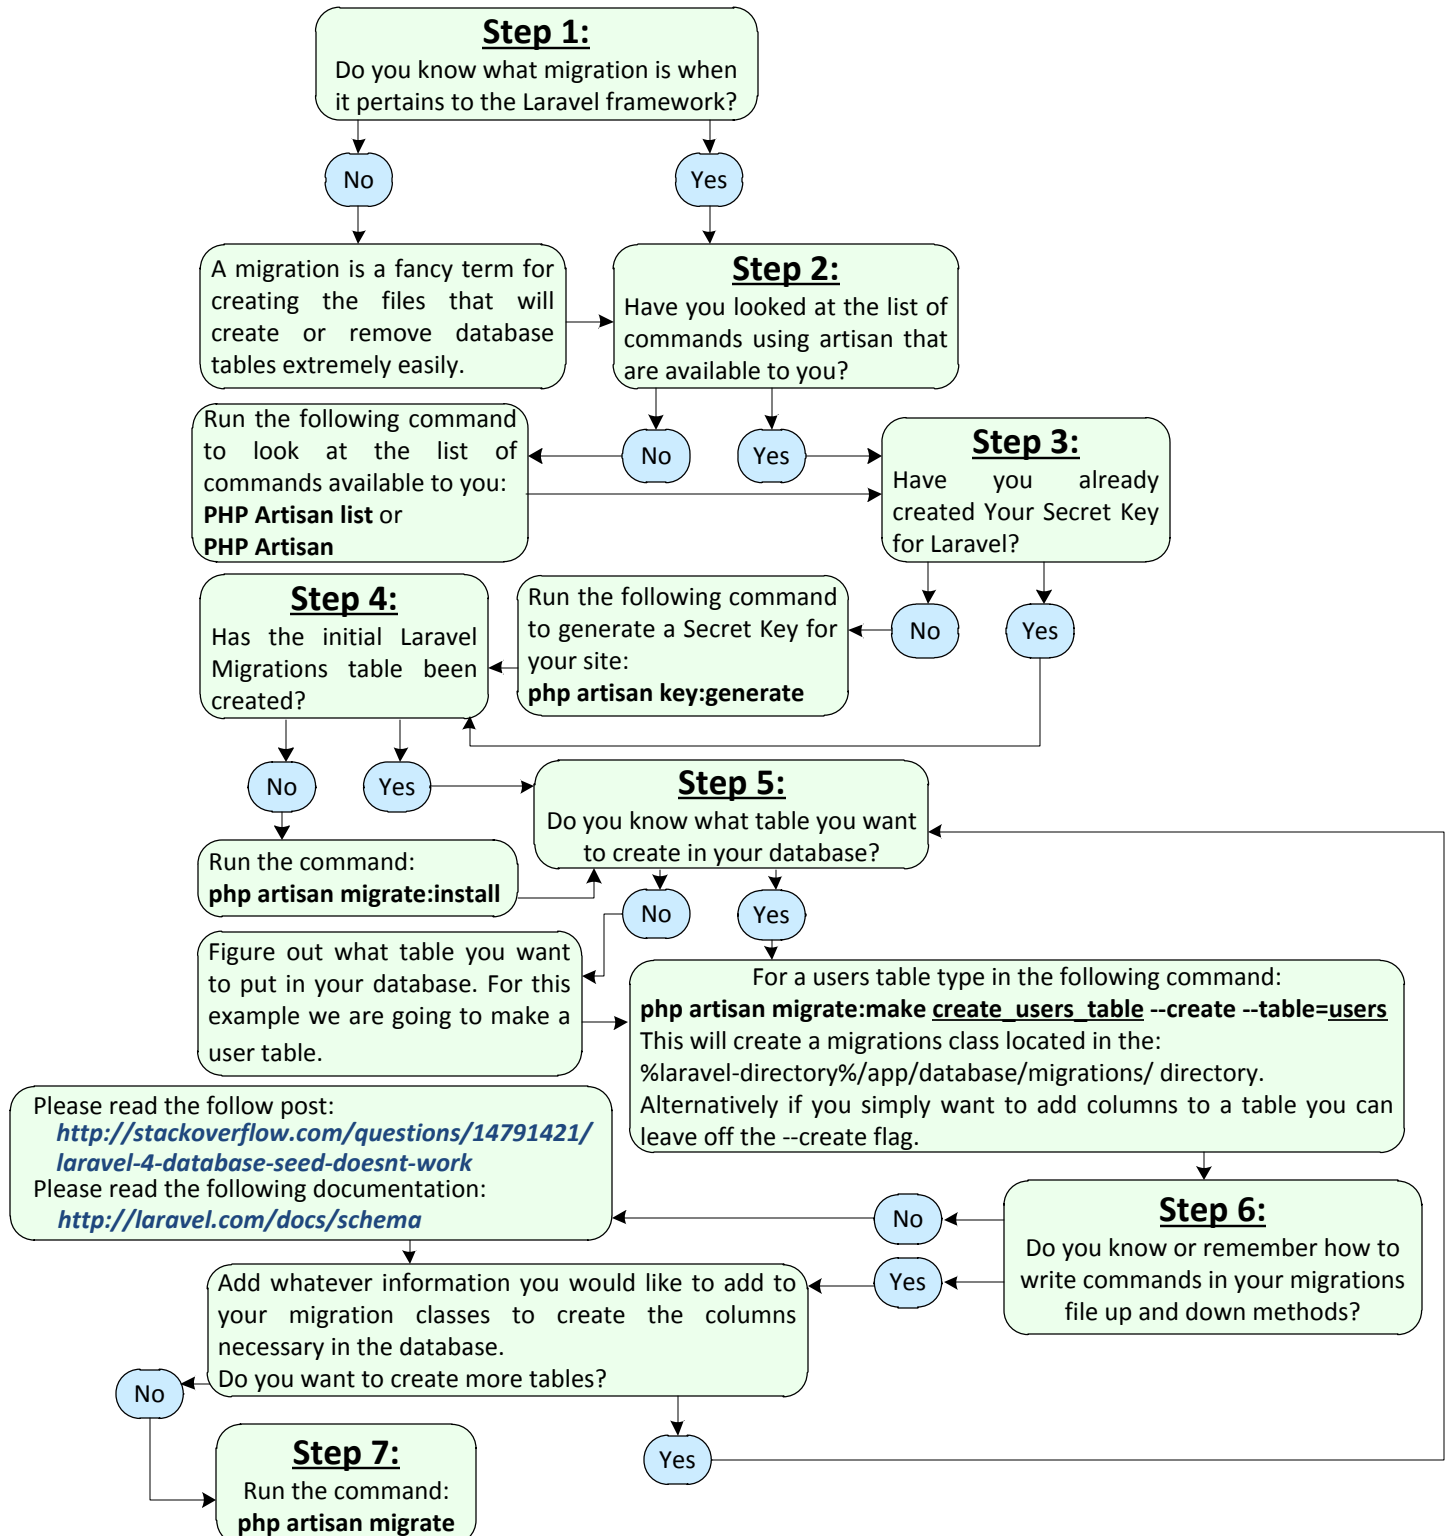 Step 1:
Do you know what migration is when
it pertains to the Laravel framework?
No
Yes
A migration is a fancy term for
creating the files that will
create or remove database
tables extremely easily.
Step 2:
Have you looked at the list of
commands using artisan that
are available to you?
Run the following command
to look at the list of
commands available to you:
PHP Artisan list or
PHP Artisan
No
Yes
Step 3:
Have you already
created Your Secret Key
for Laravel?
Step 4:
Has the initial Laravel
Migrations table been
created?
Run the following command
to generate a Secret Key for
your site:
php artisan key:generate
No
Yes
No
Yes
Step 5:
Do you know what table you want
to create in your database?
Run the command:
php artisan migrate:install
No
Yes
Figure out what table you want
to put in your database. For this
example we are going to make a
user table.
For a users table type in the following command:
php artisan migrate:make create_users_table --create --table=users
This will create a migrations class located in the:
%laravel-directory%/app/database/migrations/ directory.
Alternatively if you simply want to add columns to a table you can
leave off the --create flag.
Please read the follow post:
http://stackoverflow.com/questions/14791421/
laravel-4-database-seed-doesnt-work
Please read the following documentation:
http://laravel.com/docs/schema
No
Yes
Step 6:
Do you know or remember how to
write commands in your migrations
file up and down methods?
Add whatever information you would like to add to
your migration classes to create the columns
necessary in the database.
Do you want to create more tables?
No
Yes
Step 7:
Run the command:
php artisan migrate